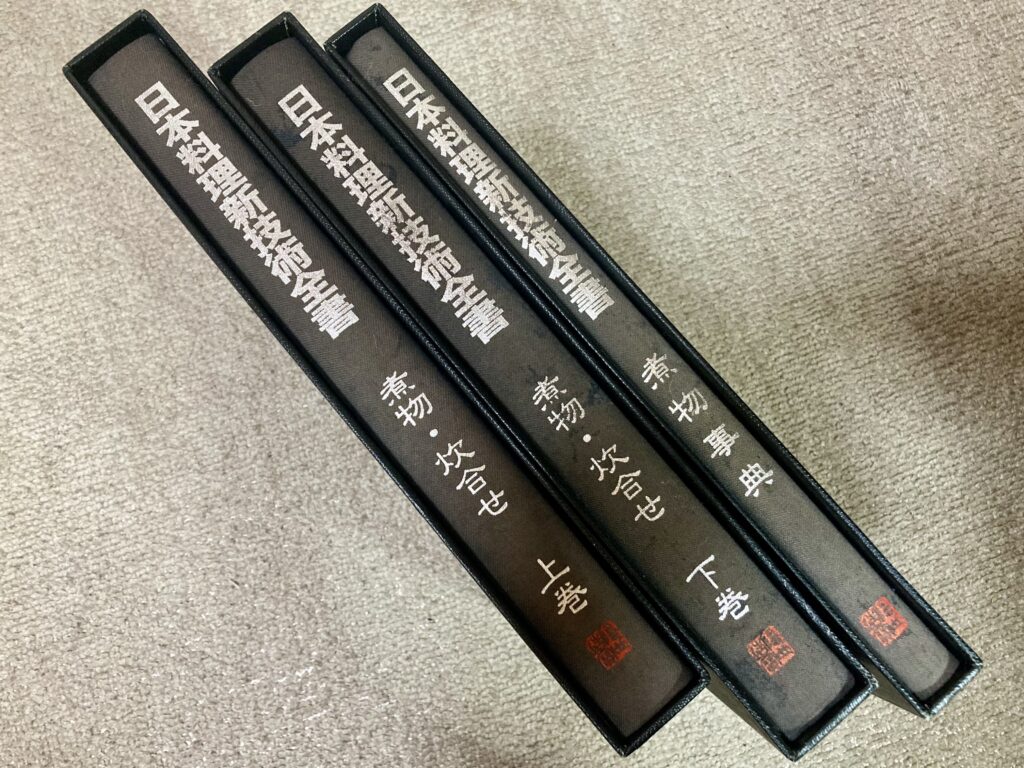 日本料理新技術全書 煮物・炊合せ 上巻
日本料理新技術全書 煮物・炊合せ 下巻
日本料理新技術全書 煮物事典